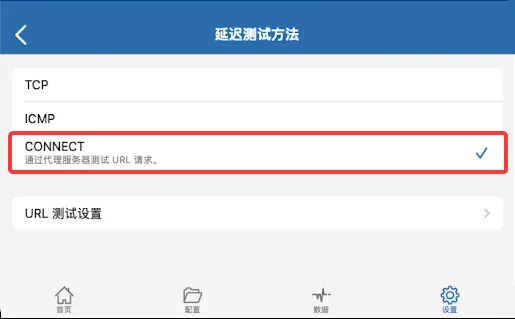 延迟测试方法
TCP
ICMP
CONNECT
通过代理服务器测试 URL 请求。
URL 测试设置
首页
配置
数据
设置